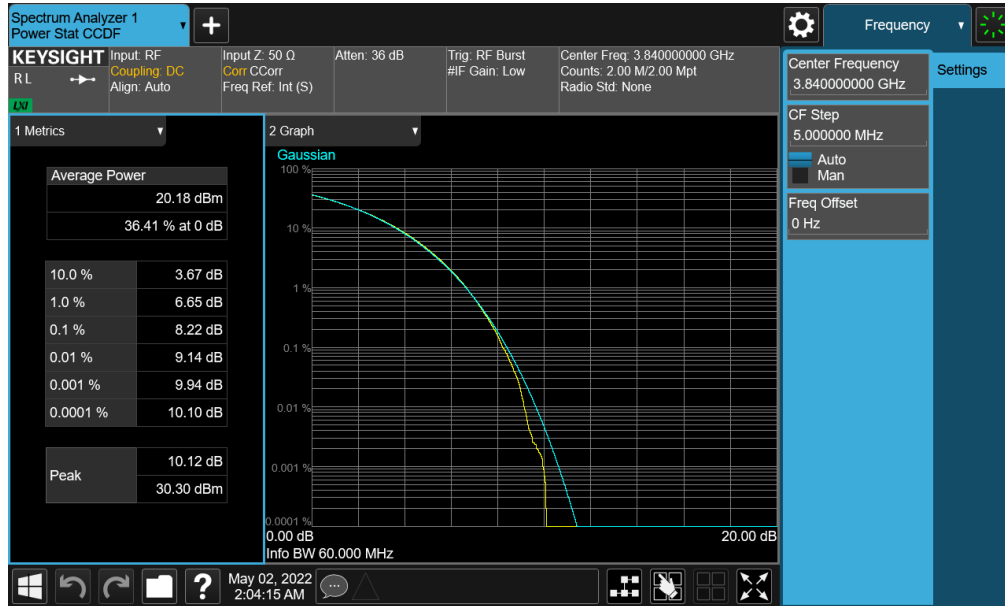 Spectrum Analyzer 1
Power Stat CCDF
Frequency
KEYSIGHT
R L
LXI
Input: RF
Coupling: DC
Align: Auto
Input Z: 50 Ω
Corr CCorr
Freq Ref: Int (S)
Atten: 36 dB
Trig: RF Burst
#IF Gain: Low
Center Freq: 3.840000000 GHz
Counts: 2.00 M/2.00 Mpt
Radio Std: None
Center Frequency
3.840000000 GHz
Settings
CF Step
5.000000 MHz
Auto
Man
Freq Offset
0 Hz
1 Metrics
Average Power
20.18 dBm
36.41 % at 0 dB
10.0 % 3.67 dB
1.0 % 6.65 dB
0.1 % 8.22 dB
0.01 % 9.14 dB
0.001 % 9.94 dB
0.0001 % 10.10 dB
Peak
10.12 dB
30.30 dBm
2 Graph
Gaussian
100 %
10 %
1 %
0.1 %
0.01 %
0.001 %
0.0001 %
0.00 dB 20.00 dB
Info BW 60.000 MHz
?
May 02, 2022
2:04:15 AM